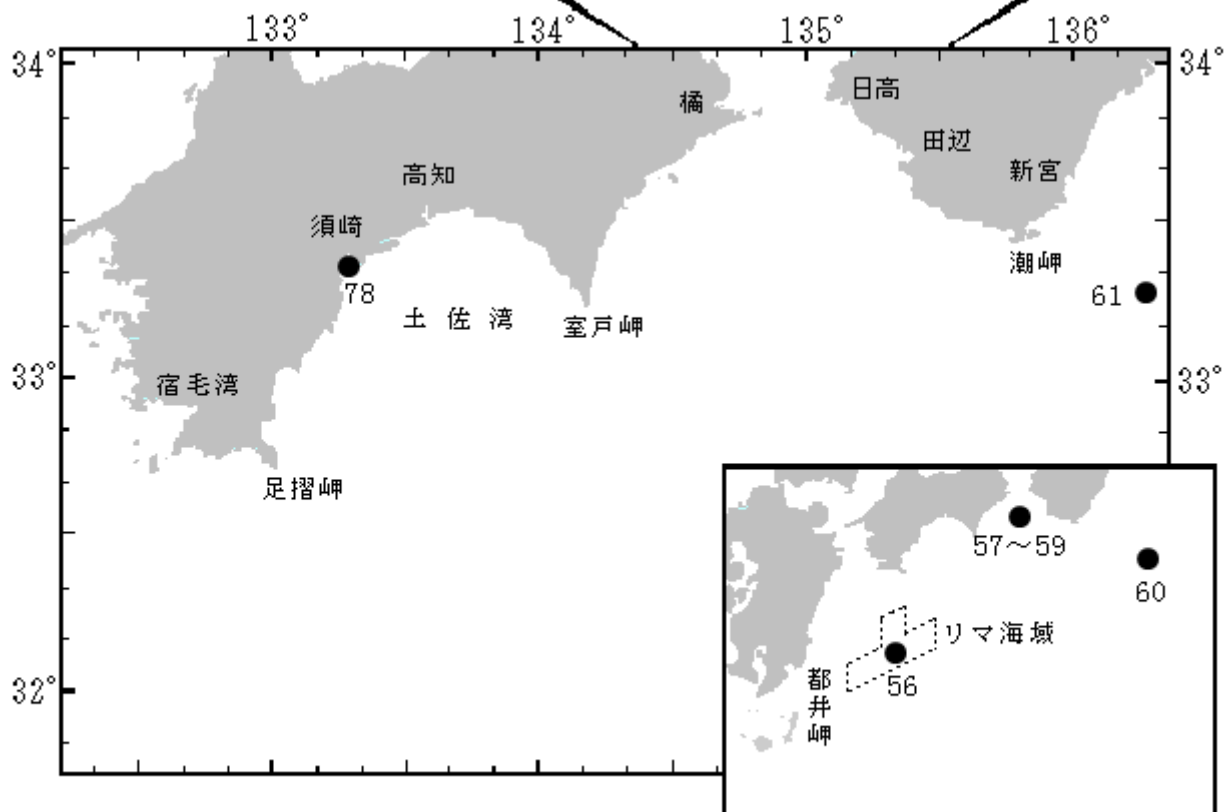 133°
134°
135°
136°
34°
34°
橘
日高
田辺
高知
新宮
須崎
潮岬
78
61
土佐湾
室戸岬
33°
33°
宿毛湾
足摺岬
57～59
60
リマ海域
56
都井岬
32°